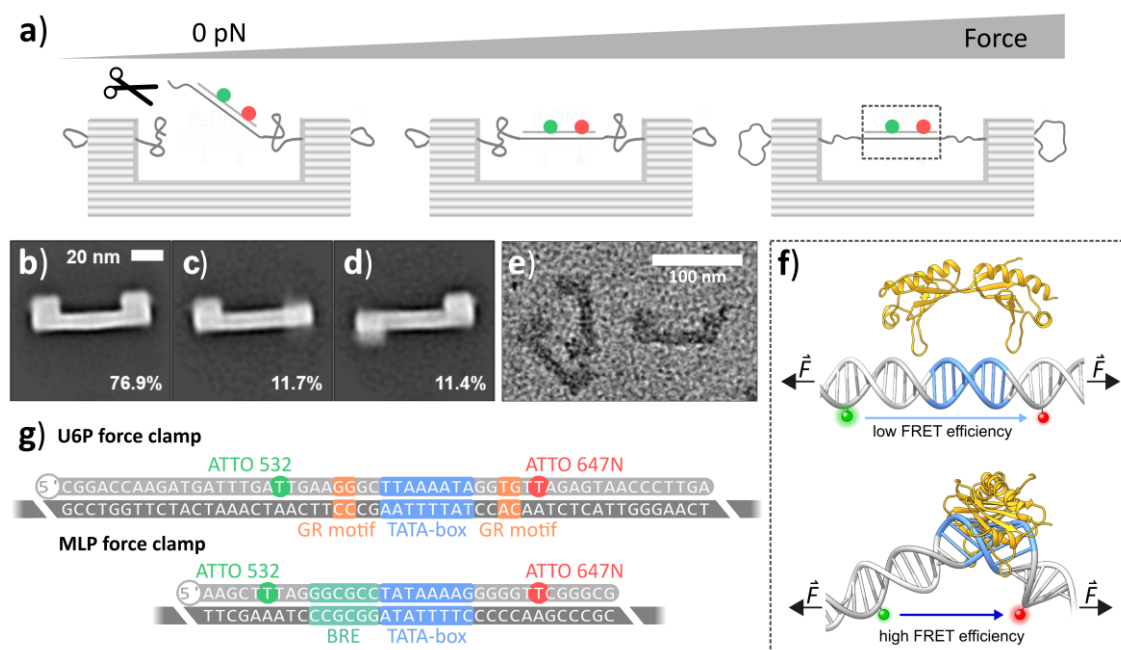 a)
0 pN
Force
b)
20 nm
76.9%
c)
11.7%
d)
11.4%
e)
100 nm
f)
F
F
low FRET efficiency
F
F
high FRET efficiency
g) U6P force clamp
ATTO 532
ATTO 647N
5' CGGACCAAGATGATTTGATTGAAGGGCTTAAAATAGGTGTTAGAGTAACCCTTGA
GCCTGGTTCTACTAAACTAACTTCCCGAATTTTATCCACAATCTCATTGGGAACT
GR motif TATA-box GR motif
MLP force clamp
ATTO 532
ATTO 647N
5' AAGCTTTAGGGCGCCTATAAAAGGGGGTTCGGGCG
TTCGAAATCCCGCGGATATTTTCCCCCAAGCCCGC
BRE TATA-box